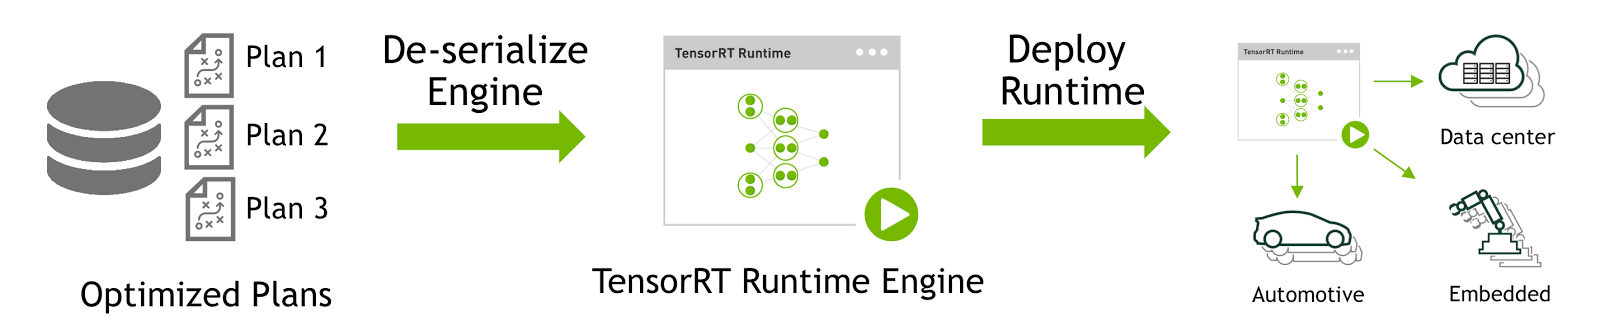 Plan 1
Plan 2
Plan 3
Optimized Plans
De-serialize
Engine
TensorRT Runtime
TensorRT Runtime Engine
Deploy
Runtime
TensorRT Runtime
Data center
Automotive
Embedded